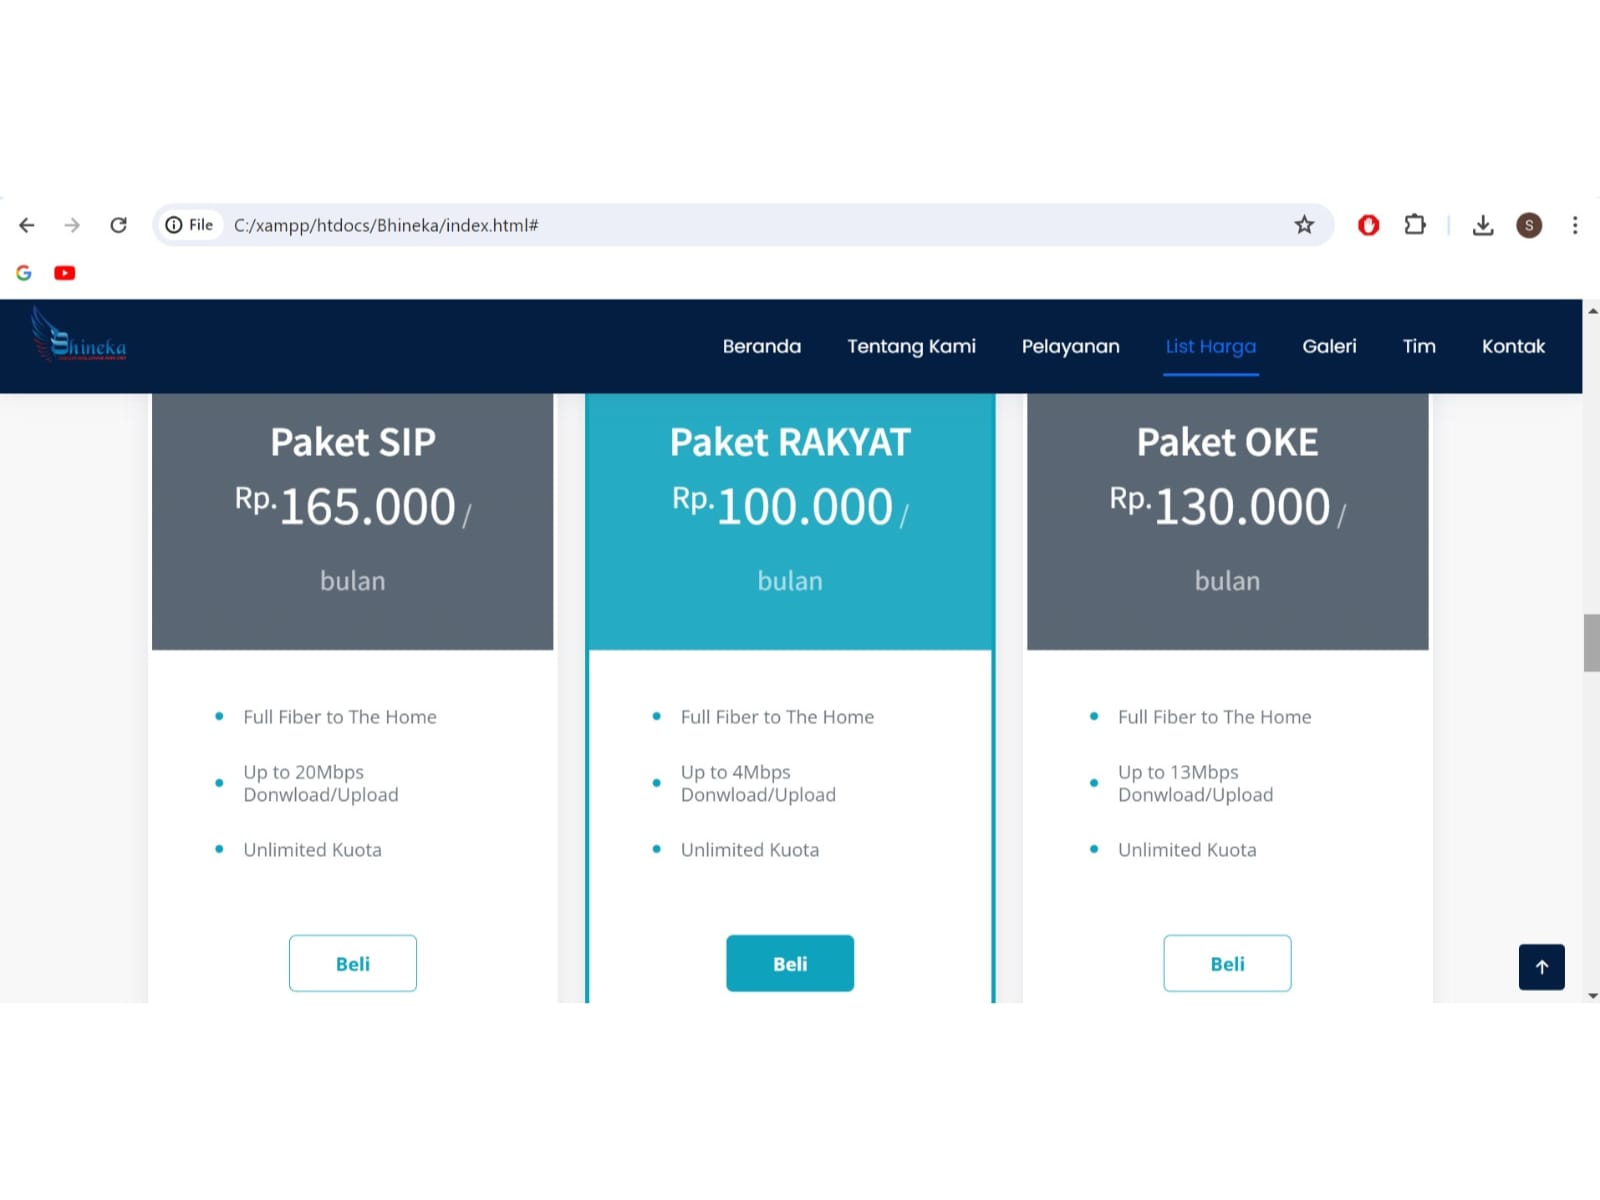 File C:/xampp/htdocs/Bhineka/index.html# S
Bhineka Beranda Tentang Kami Pelayanan List Harga Galeri Tim Kontak
Paket SIP
Rp.165.000 /
bulan
Full Fiber to The Home
Up to 20Mbps
Donwload/Upload
Unlimited Kuota
Beli
Paket RAKYAT
Rp.100.000 /
bulan
Full Fiber to The Home
Up to 4Mbps
Donwload/Upload
Unlimited Kuota
Beli
Paket OKE
Rp.130.000 /
bulan
Full Fiber to The Home
Up to 13Mbps
Donwload/Upload
Unlimited Kuota
Beli